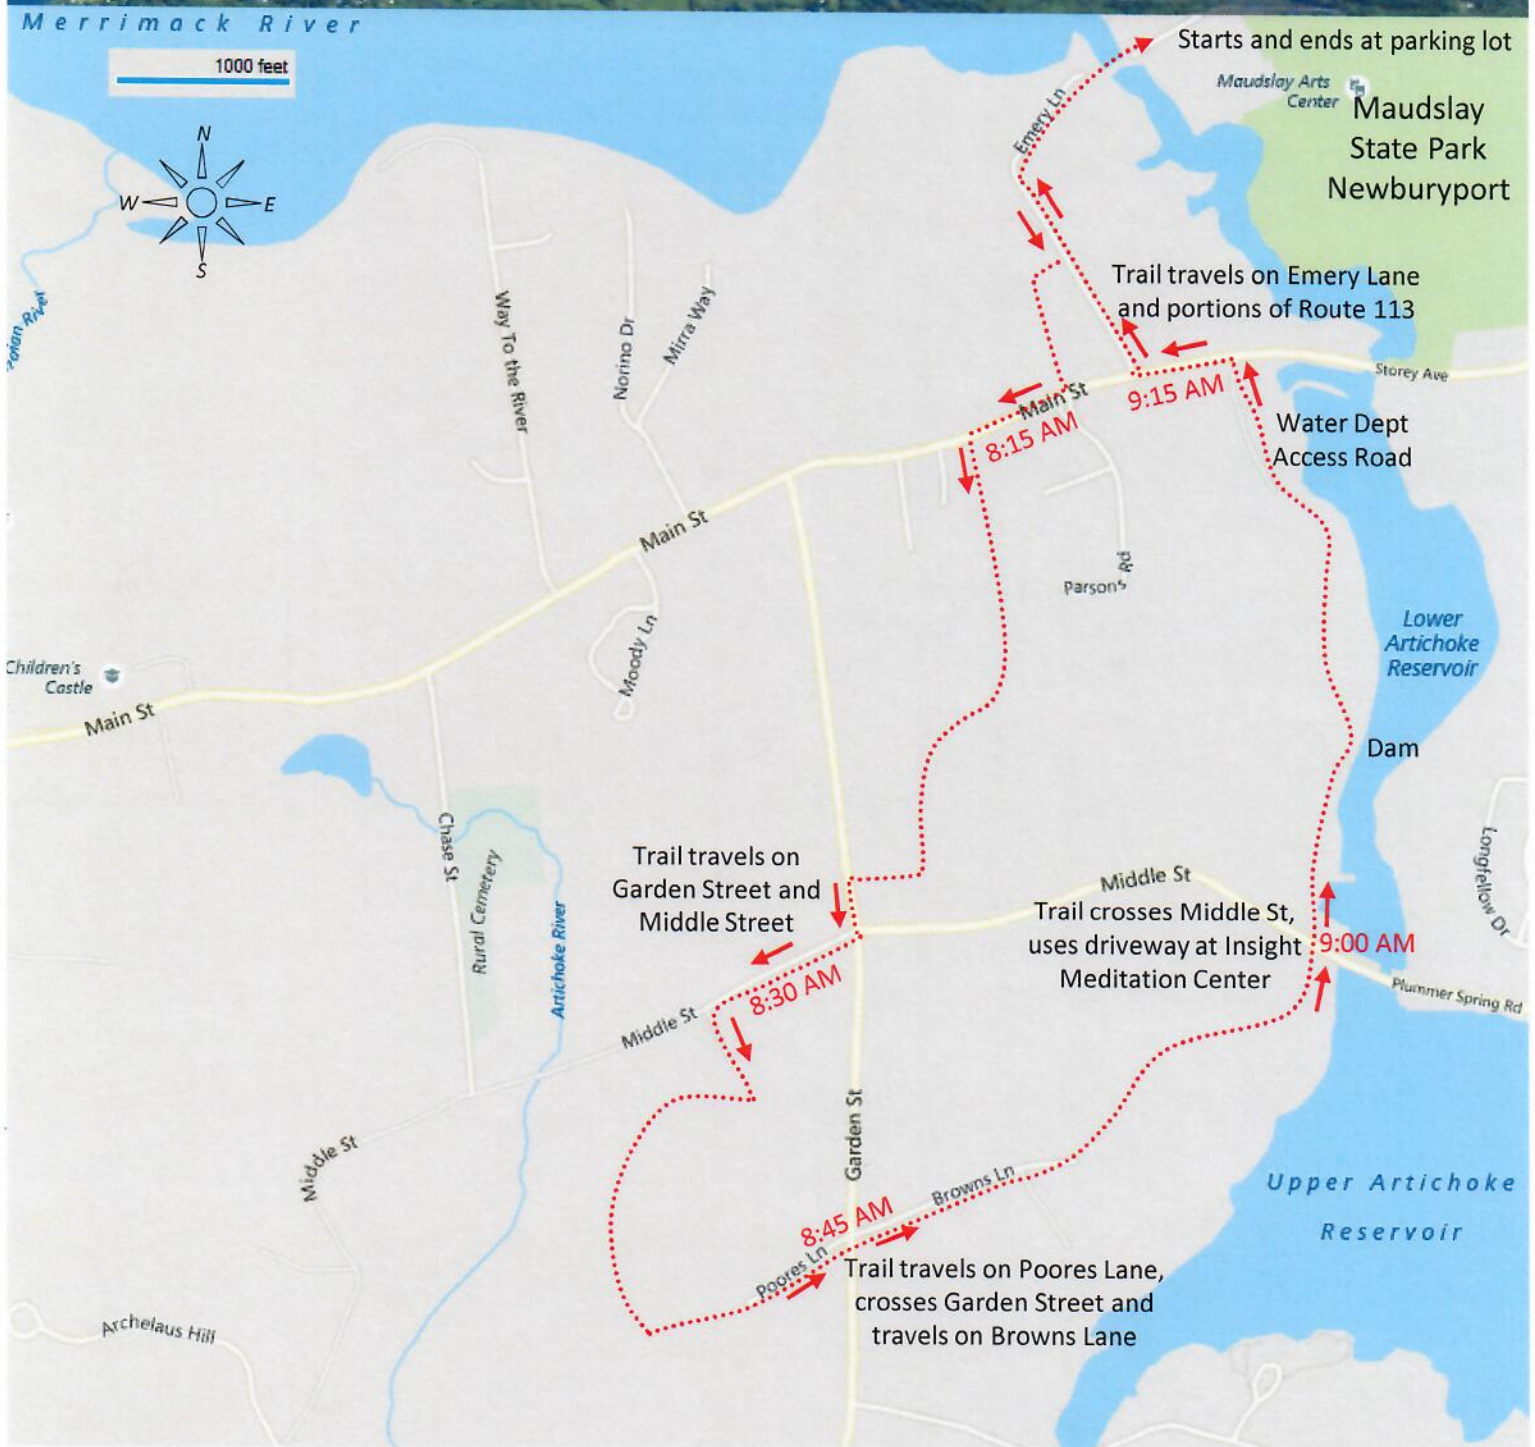 Merrimack River
1000 feet
Starts and ends at parking lot
Maudslay Arts
Center
Maudslay
State Park
Newburyport
N
W
E
S
Emery Ln
Trail travels on Emery Lane
and portions of Route 113
Way To the River
Norino Dr
Mirra Way
Storey Ave
Main St
9:15 AM
8:15 AM
Water Dept
Access Road
Main St
Parsons Rd
Lower
Artichoke
Reservoir
Moody Ln
Children's
Castle
Main St
Dam
Chase St
Rural Cemetery
Artichoke River
Longfellow Dr
Trail travels on
Garden Street and
Middle Street
Middle St
Trail crosses Middle St,
uses driveway at Insight
Meditation Center
9:00 AM
8:30 AM
Plummer Spring Rd
Middle St
Garden St
Middle St
Browns Ln
Upper Artichoke
Reservoir
8:45 AM
Poores Ln
Trail travels on Poores Lane,
crosses Garden Street and
travels on Browns Lane
Archelaus Hill